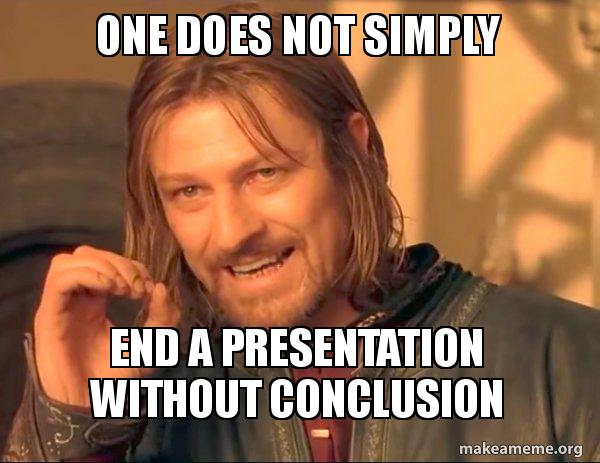 ONE DOES NOT SIMPLY
END A PRESENTATION
WITHOUT CONCLUSION
makeameme.org